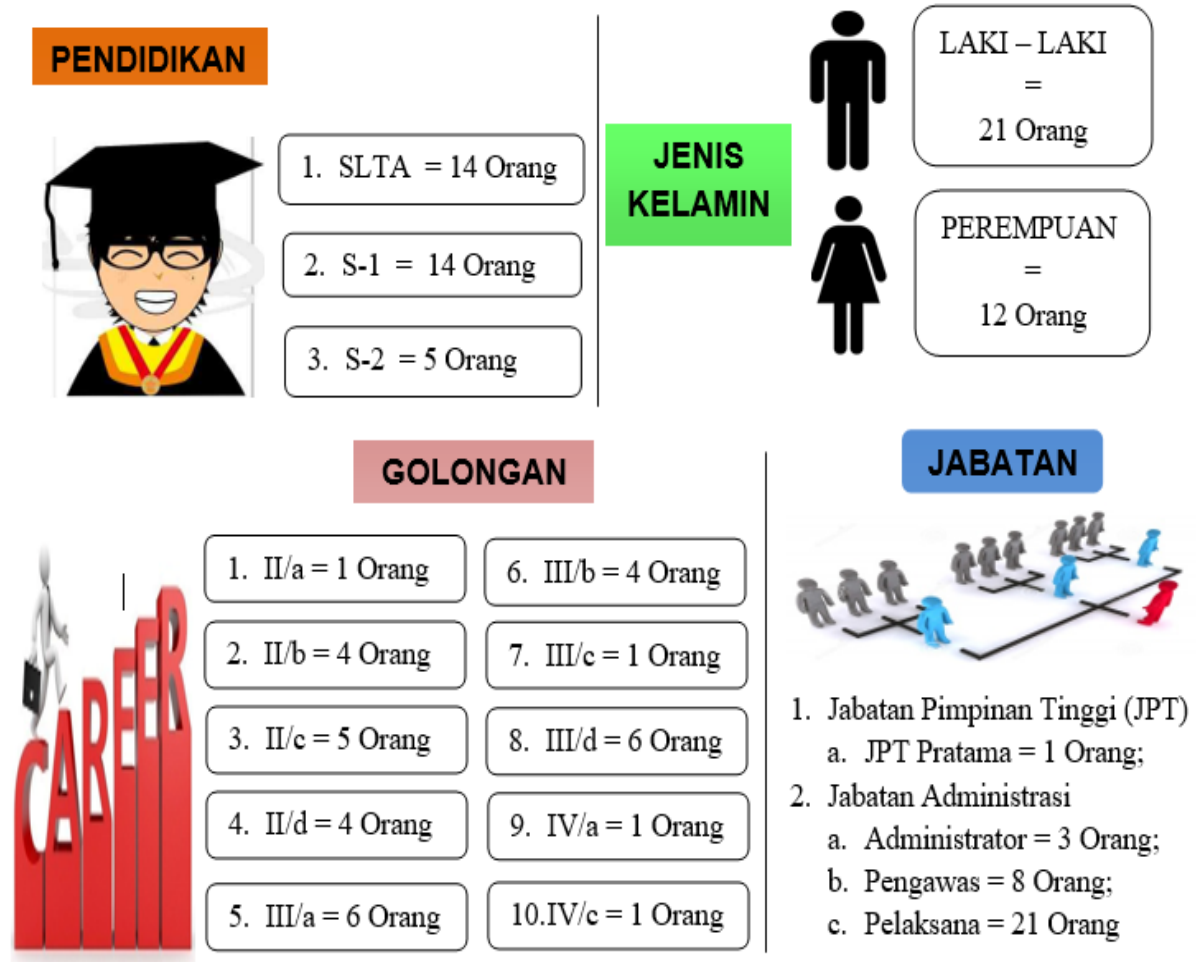 PENDIDIKAN
1. SLTA = 14 Orang
2. S-1 = 14 Orang
3. S-2 = 5 Orang
JENIS
KELAMIN
LAKI – LAKI
=
21 Orang
PEREMPUAN
=
12 Orang
GOLONGAN
CAREER
1. II/a = 1 Orang
2. II/b = 4 Orang
3. II/c = 5 Orang
4. II/d = 4 Orang
5. III/a = 6 Orang
6. III/b = 4 Orang
7. III/c = 1 Orang
8. III/d = 6 Orang
9. IV/a = 1 Orang
10.IV/c = 1 Orang
JABATAN
1. Jabatan Pimpinan Tinggi (JPT)
a. JPT Pratama = 1 Orang;
2. Jabatan Administrasi
a. Administrator = 3 Orang;
b. Pengawas = 8 Orang;
c. Pelaksana = 21 Orang